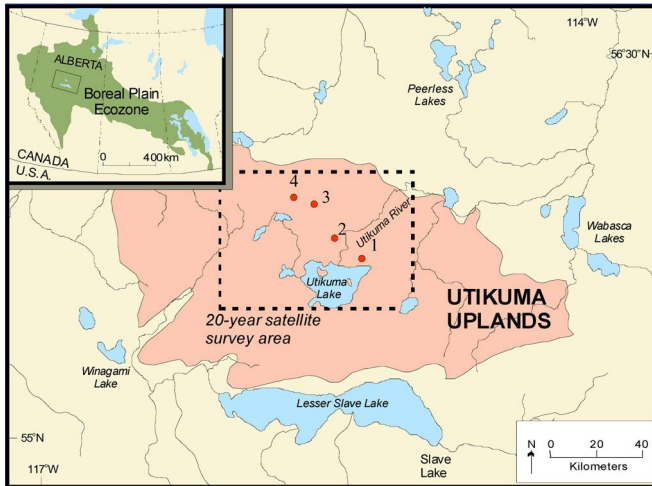 ALBERTA
Boreal Plain
Ecozone
CANADA
U.S.A.
0 400 km
114°W
56°30'N
Peerless
Lakes
4
3
2
1
Utikuma River
Utikuma
Lake
Wabasca
Lakes
UTIKUMA
UPLANDS
20-year satellite
survey area
Winagami
Lake
Lesser Slave Lake
55°N
Slave
Lake
117°W
N
0 20 40
Kilometers